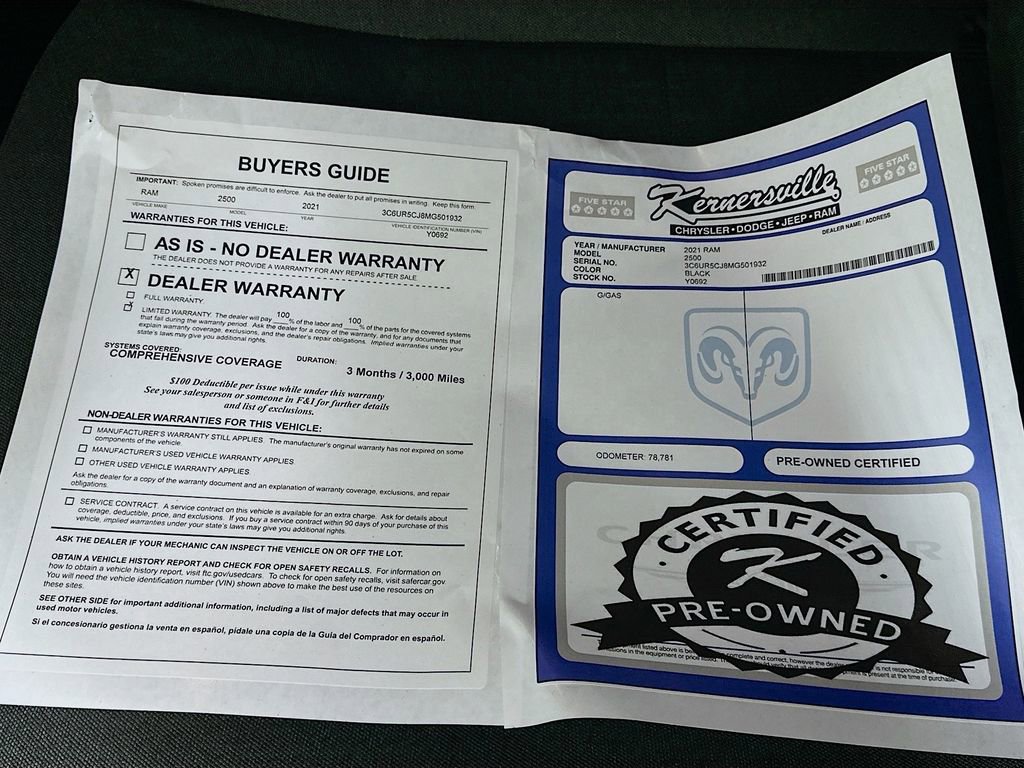 BUYERS GUIDE
IMPORTANT: Spoken promises are difficult to enforce. Ask the dealer to put all promises in writing. Keep this form.
RAM 2500 2021 3C6UR5CJ8MG501932
VEHICLE MAKE MODEL YEAR VEHICLE IDENTIFICATION NUMBER (VIN)
Y0692
WARRANTIES FOR THIS VEHICLE:
AS IS - NO DEALER WARRANTY
THE DEALER DOES NOT PROVIDE A WARRANTY FOR ANY REPAIRS AFTER SALE.
X DEALER WARRANTY
FULL WARRANTY.
X LIMITED WARRANTY. The dealer will pay 100 % of the labor and 100 % of the parts for the covered systems
that fail during the warranty period. Ask the dealer for a copy of the warranty, and for any documents that
explain warranty coverage, exclusions, and the dealer's repair obligations. Implied warranties under your
state's laws may give you additional rights.
SYSTEMS COVERED: DURATION:
COMPREHENSIVE COVERAGE 3 Months / 3,000 Miles
$100 Deductible per issue while under this warranty
See your salesperson or someone in F&I for further details
and list of exclusions.
NON-DEALER WARRANTIES FOR THIS VEHICLE:
MANUFACTURER'S WARRANTY STILL APPLIES. The manufacturer's original warranty has not expired on some
components of the vehicle.
MANUFACTURER'S USED VEHICLE WARRANTY APPLIES.
OTHER USED VEHICLE WARRANTY APPLIES.
Ask the dealer for a copy of the warranty document and an explanation of warranty coverage, exclusions, and repair
obligations.
SERVICE CONTRACT. A service contract on this vehicle is available for an extra charge. Ask for details about
coverage, deductible, price, and exclusions. If you buy a service contract within 90 days of your purchase of this
vehicle, implied warranties under your state's laws may give you additional rights.
ASK THE DEALER IF YOUR MECHANIC CAN INSPECT THE VEHICLE ON OR OFF THE LOT.
OBTAIN A VEHICLE HISTORY REPORT AND CHECK FOR OPEN SAFETY RECALLS. For information on
how to obtain a vehicle history report, visit ftc.gov/usedcars. To check for open safety recalls, visit safercar.gov.
You will need the vehicle identification number (VIN) shown above to make the best use of the resources on
these sites.
SEE OTHER SIDE for important additional information, including a list of major defects that may occur in
used motor vehicles.
Si el concesionario gestiona la venta en español, pídale una copia de la Guía del Comprador en español.
FIVE STAR
Kernersville
FIVE STAR
CHRYSLER • DODGE • JEEP • RAM
DEALER NAME / ADDRESS
YEAR / MANUFACTURER 2021 RAM
MODEL 2500
SERIAL NO. 3C6UR5CJ8MG501932
COLOR BLACK
STOCK NO. Y0692
G/GAS
ODOMETER: 78,781
PRE-OWNED CERTIFIED
CERTIFIED
K
PRE-OWNED
complete and correct, however the dealer is not responsible